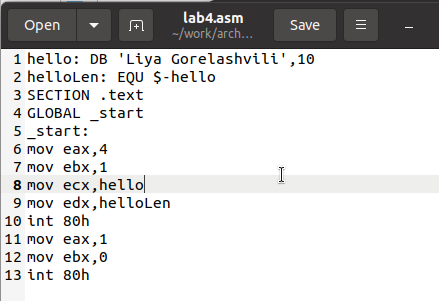 Open
lab4.asm
~/work/arch...
Save
1 hello: DB 'Liya Gorelashvili',10
2 helloLen: EQU $-hello
3 SECTION .text
4 GLOBAL _start
5 _start:
6 mov eax,4
7 mov ebx,1
8 mov ecx,hello
9 mov edx,helloLen
10 int 80h
11 mov eax,1
12 mov ebx,0
13 int 80h